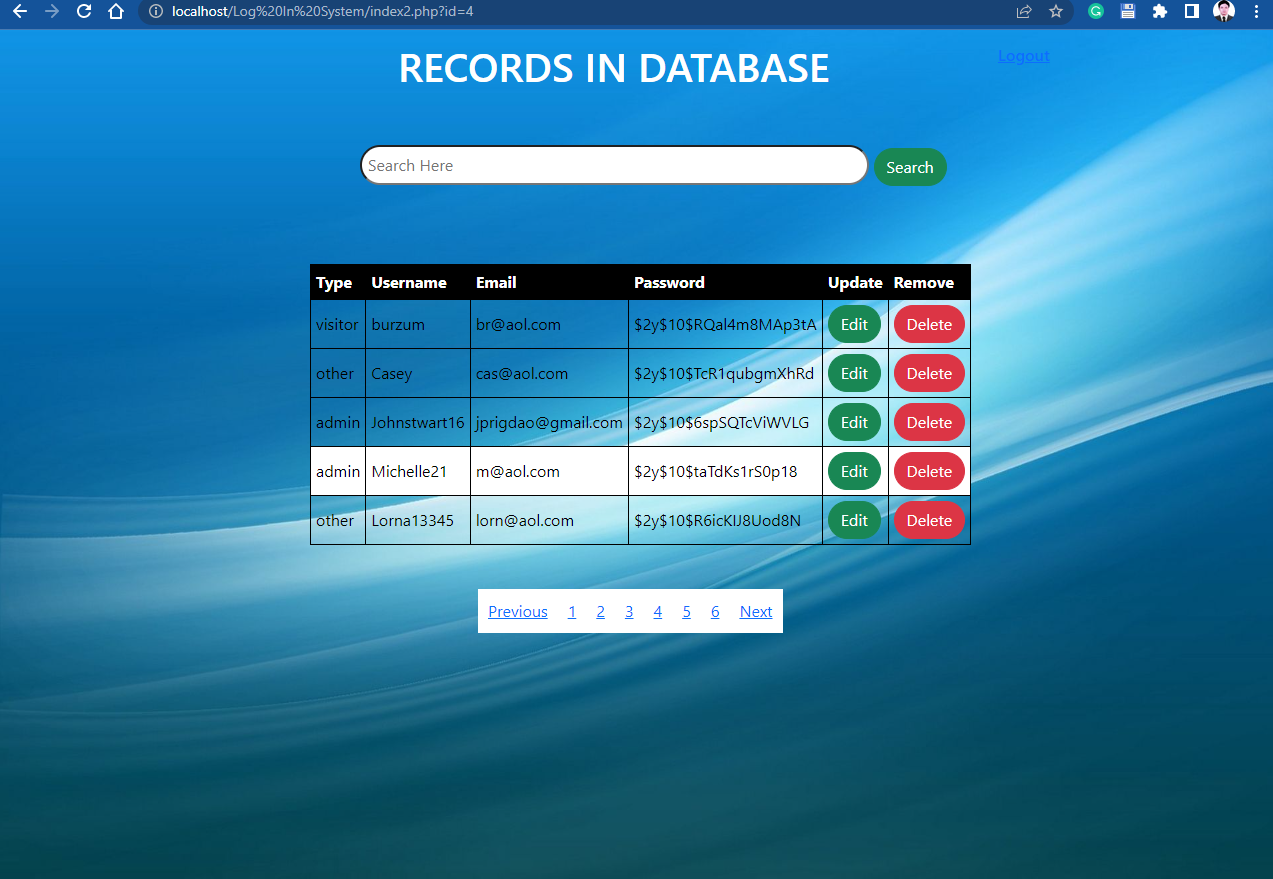 localhost/Log%20In%20System/index2.php?id=4
RECORDS IN DATABASE
Logout
Search Here
Search
Type Username Email Password Update Remove
visitor burzum br@aol.com $2y$10$RQal4m8MAp3tA Edit Delete
other Casey cas@aol.com $2y$10$TcR1qubgmXhRd Edit Delete
admin Johnstwart16 jprigdao@gmail.com $2y$10$6spSQTcViWVLG Edit Delete
admin Michelle21 m@aol.com $2y$10$taTdKs1rS0p18 Edit Delete
other Lorna13345 lorn@aol.com $2y$10$R6icKIJ8Uod8N Edit Delete
Previous 1 2 3 4 5 6 Next